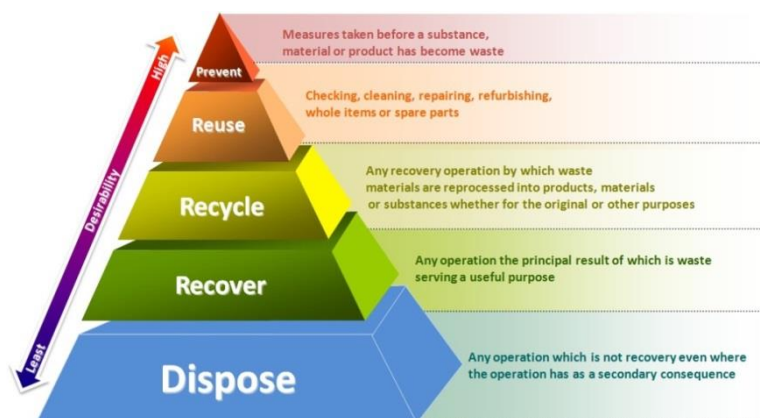 Measures taken before a substance,
material or product has become waste
Prevent
Checking, cleaning, repairing, refurbishing,
whole items or spare parts
Reuse
Any recovery operation by which waste
materials are reprocessed into products, materials
or substances whether for the original or other purposes
Recycle
Any operation the principal result of which is waste
serving a useful purpose
Recover
Any operation which is not recovery even where
the operation has as a secondary consequence
Dispose
High
Desirability
Least